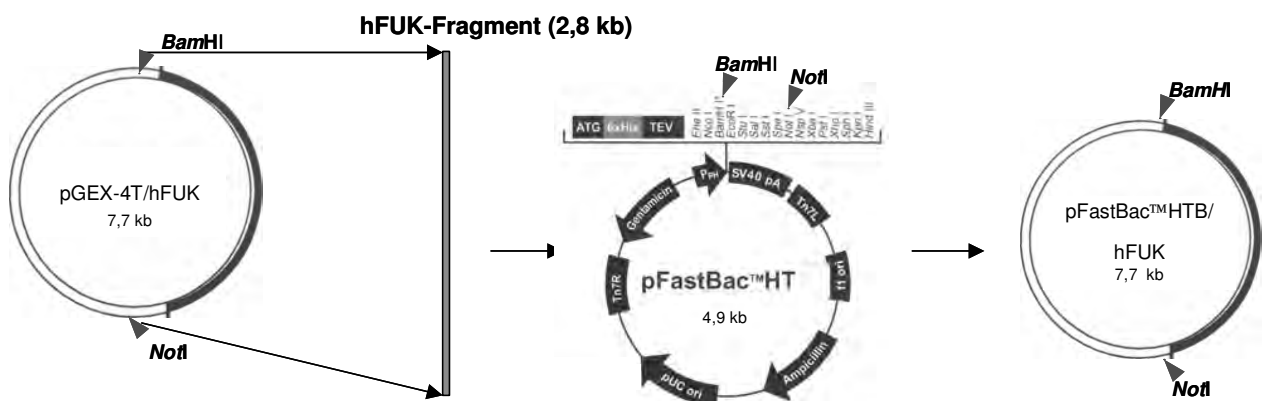 hFUK-Fragment (2,8 kb)
BamHI
NotI
pGEX-4T/hFUK
7,7 kb
BamHI
NotI
ATG 6xHis TEV
Ehe I
Nco I
BamH I*
EcoR I
Stu I
Sal I
Sst I
Spe I
Not I
Nsp V
Xba I
Pst I
Xho I
Sph I
Kpn I
Hind III
PPH
SV40 pA
Tn7L
f1 ori
Ampicillin
pUC ori
Tn7R
Gentamicin
pFastBac™HT
4,9 kb
BamHI
pFastBac™HTB/
hFUK
7,7 kb
NotI